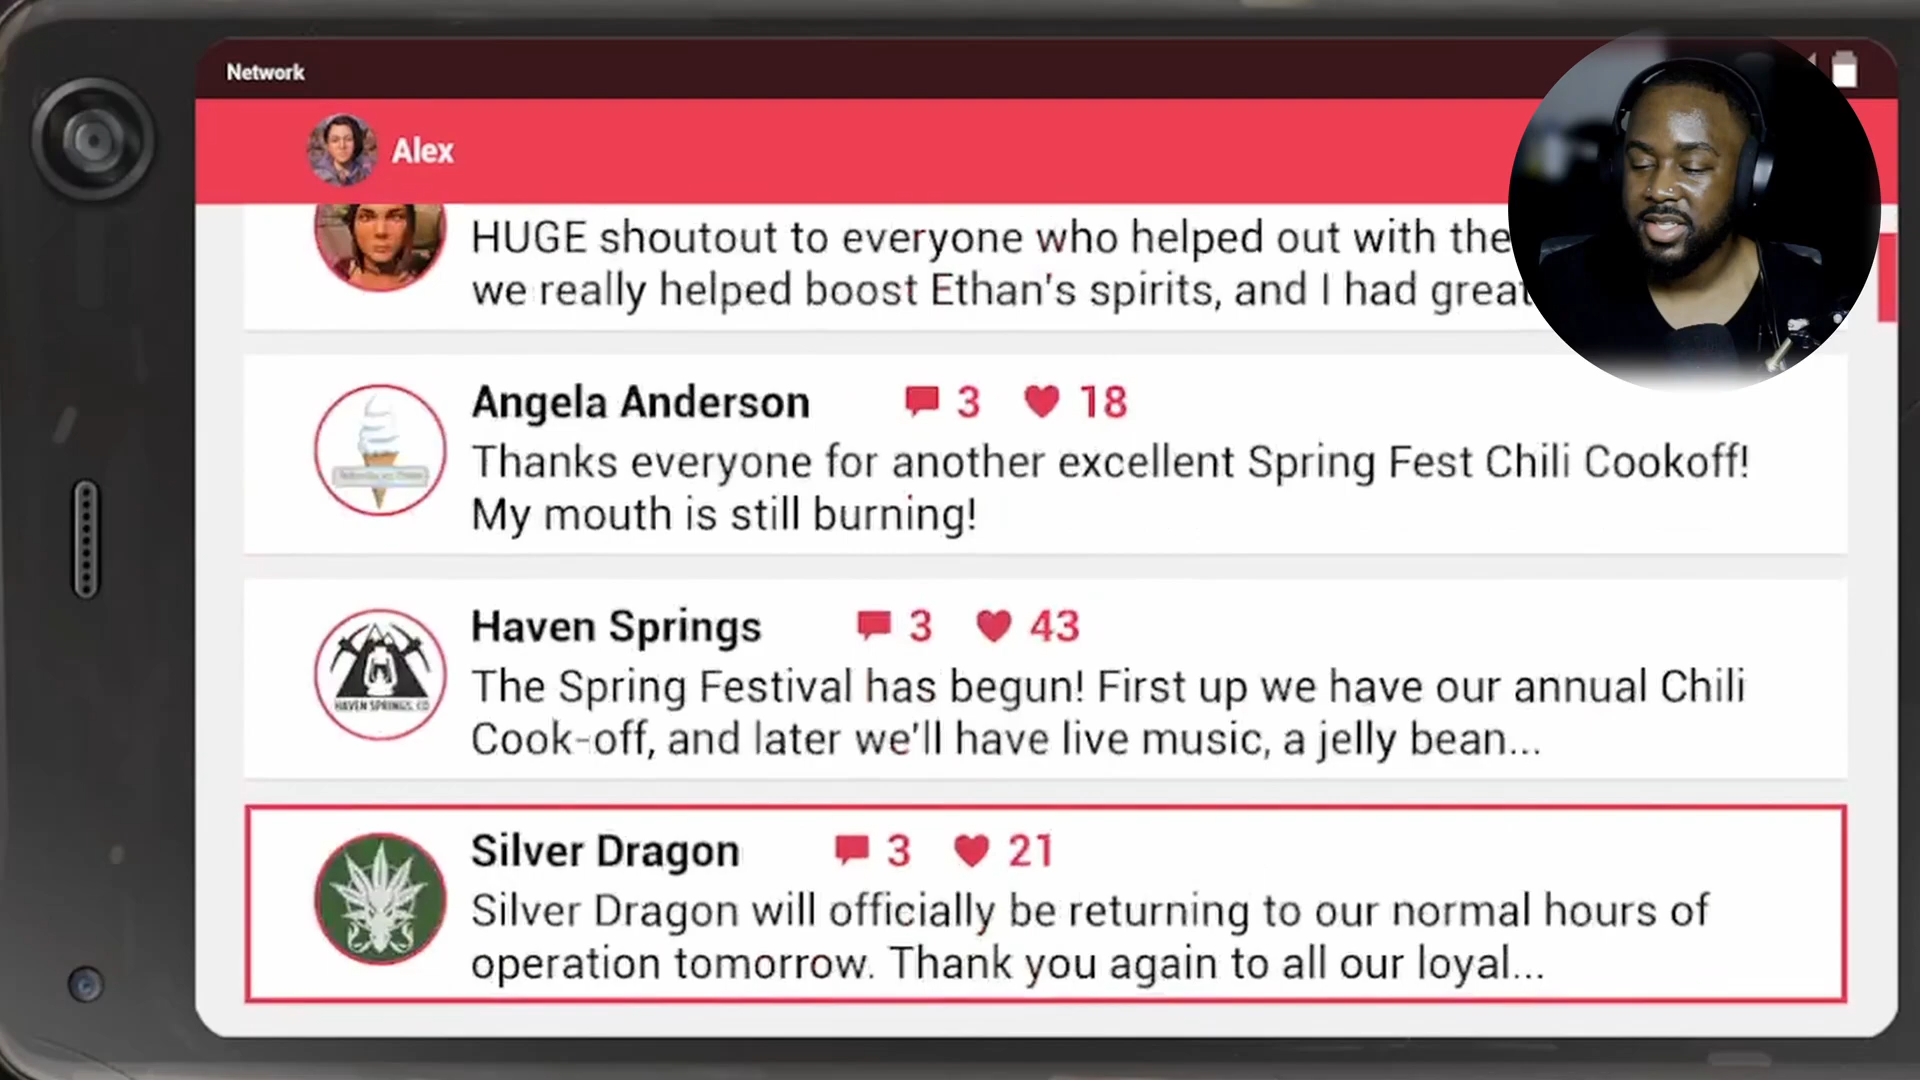 Network
Alex
HUGE shoutout to everyone who helped out with the
we really helped boost Ethan's spirits, and I had great
Angela Anderson 3 18
Thanks everyone for another excellent Spring Fest Chili Cookoff!
My mouth is still burning!
Haven Springs 3 43
HAVEN SPRINGS, CO
The Spring Festival has begun! First up we have our annual Chili
Cook-off, and later we'll have live music, a jelly bean...
Silver Dragon 3 21
Silver Dragon will officially be returning to our normal hours of
operation tomorrow. Thank you again to all our loyal...